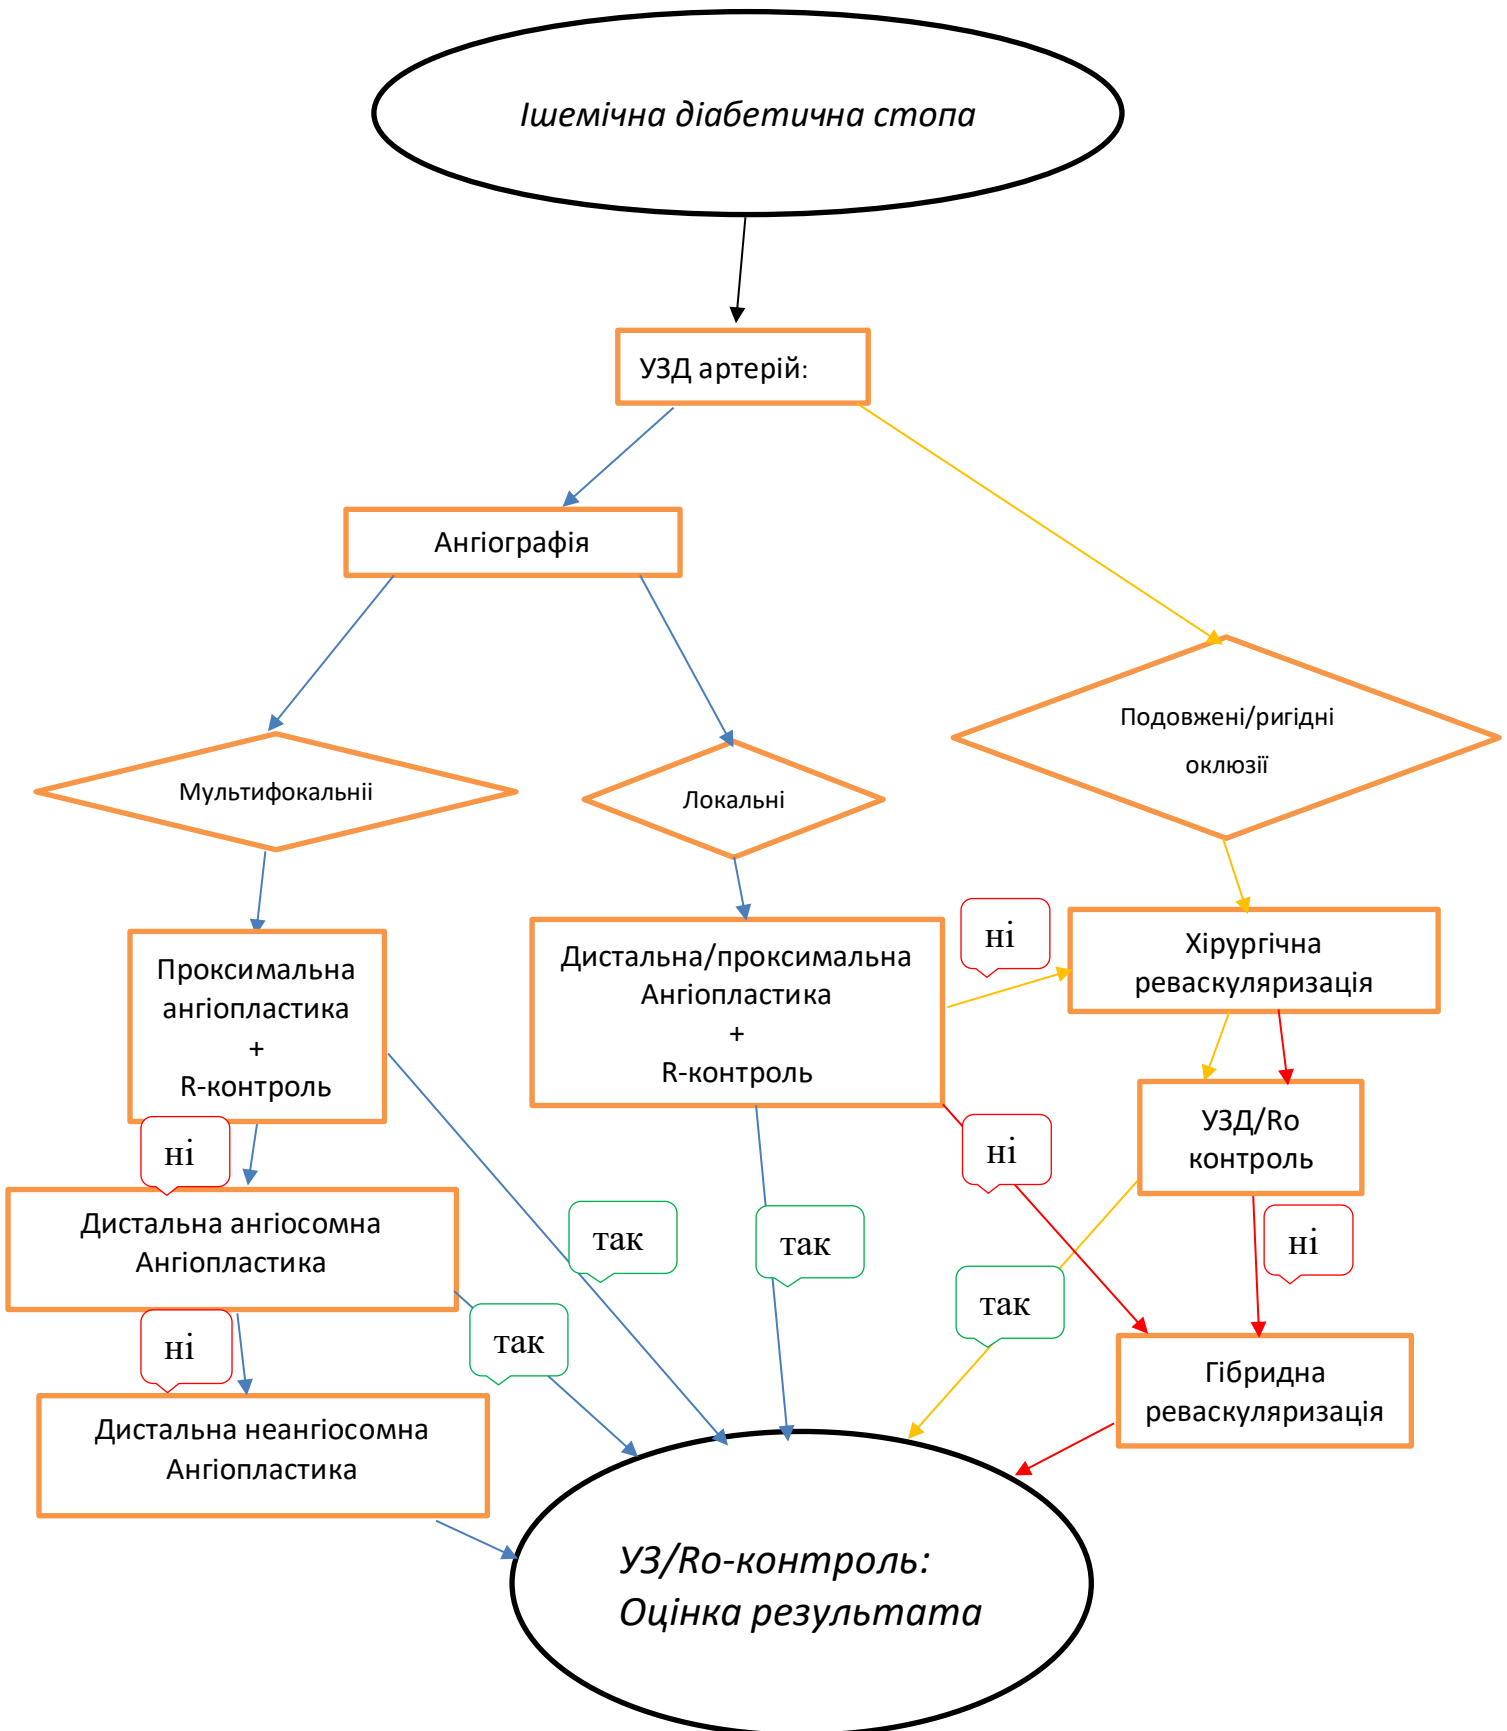 Ішемічна діабетична стопа
УЗД артерій:
Ангіографія
Подовжені/ригідні
оклюзії
Мультифокальніі
Локальні
Проксимальна
ангіопластика
+
R-контроль
Дистальна/проксимальна
Ангіопластика
+
R-контроль
ні
Хірургічна
реваскуляризація
ні
ні
УЗД/Ro
контроль
Дистальна ангіосомна
Ангіопластика
так
так
ні
ні
так
так
Гібридна
реваскуляризація
Дистальна неангіосомна
Ангіопластика
УЗ/Ro-контроль:
Оцінка результата